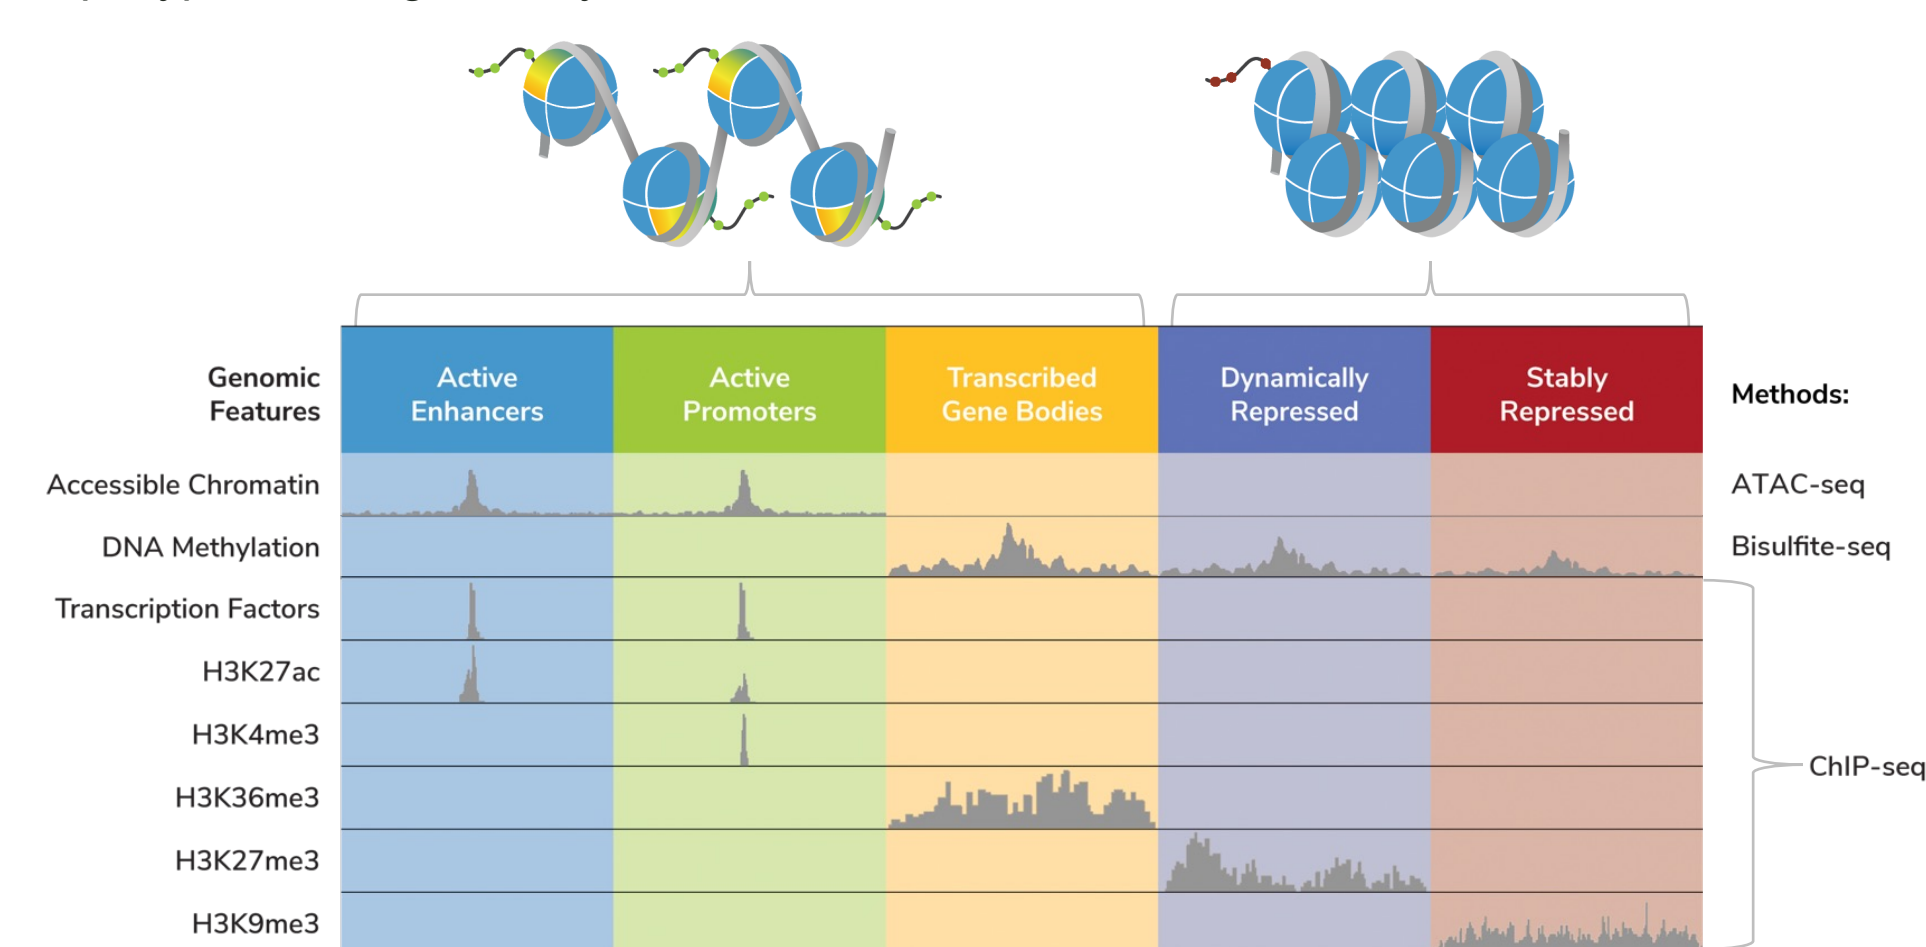 Genomic
Features
Active
Enhancers
Active
Promoters
Transcribed
Gene Bodies
Dynamically
Repressed
Stably
Repressed
Methods:
Accessible Chromatin
ATAC-seq
DNA Methylation
Bisulfite-seq
Transcription Factors
H3K27ac
H3K4me3
ChIP-seq
H3K36me3
H3K27me3
H3K9me3